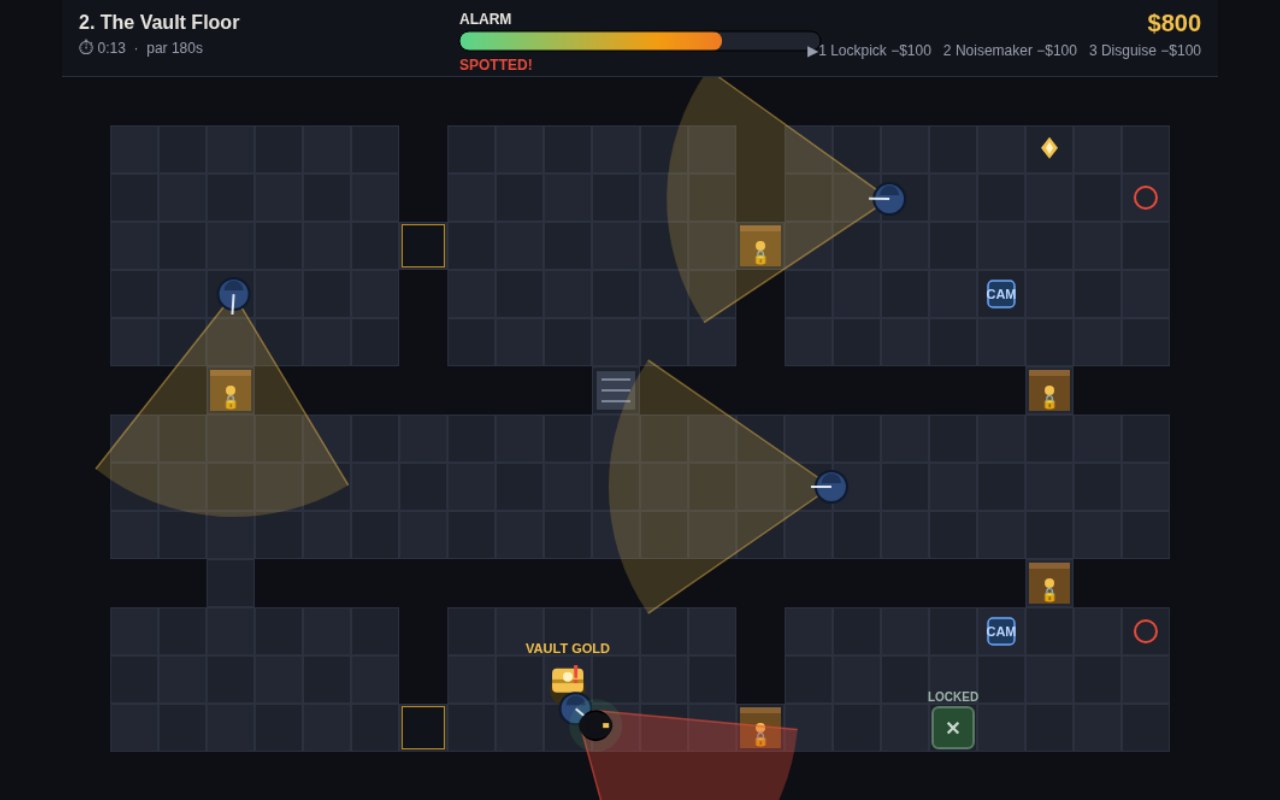 2. The Vault Floor
⏱ 0:13 · par 180s
ALARM
SPOTTED!
$800
▶1 Lockpick −$100 2 Noisemaker −$100 3 Disguise −$100
CAM
CAM
VAULT GOLD
!
LOCKED
✕